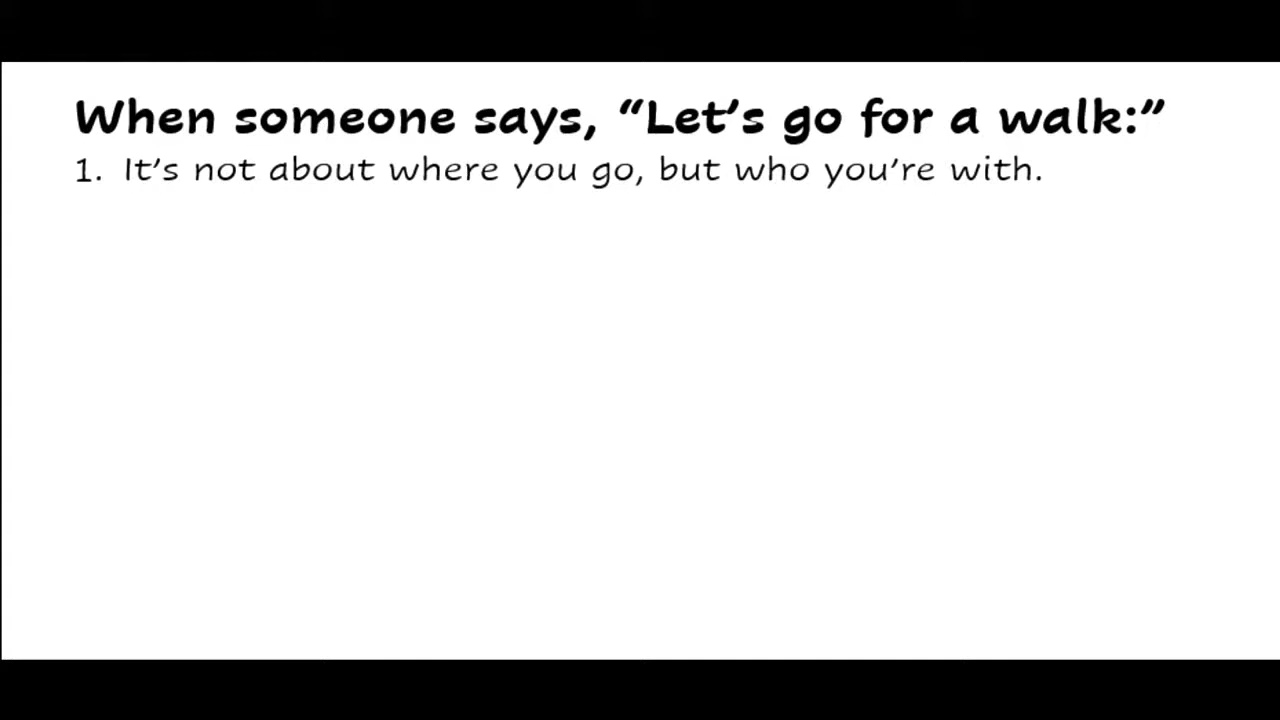 When someone says, “Let’s go for a walk:”
1. It’s not about where you go, but who you’re with.